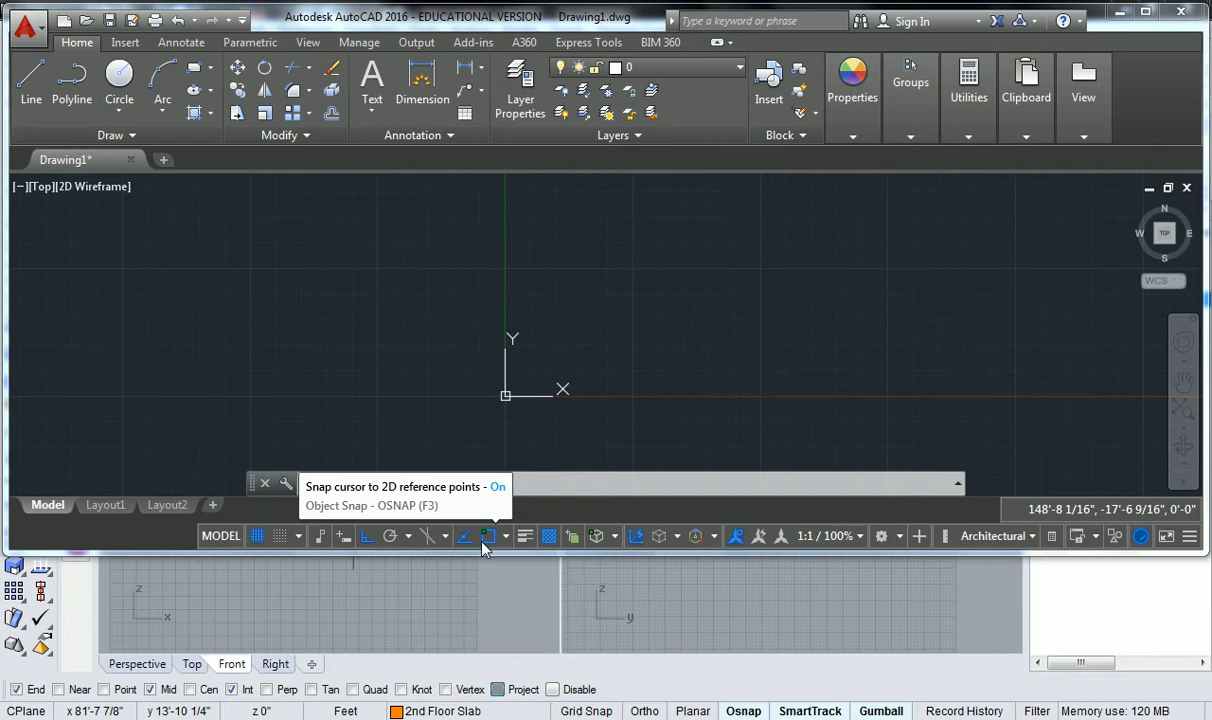 Autodesk AutoCAD 2016 - EDUCATIONAL VERSION Drawing1.dwg
Type a keyword or phrase
Sign In
Home Insert Annotate Parametric View Manage Output Add-ins A360 Express Tools BIM 360
0
Line Polyline Circle Arc
Text Dimension
Layer Properties
Insert
Properties Groups Utilities Clipboard View
Draw Modify Annotation Layers Block
Drawing1*
[−][Top][2D Wireframe]
N
W TOP E
S
WCS
Y
X
Snap cursor to 2D reference points - On
Object Snap - OSNAP (F3)
Model Layout1 Layout2
148'-8 1/16", -17'-6 9/16", 0'-0"
MODEL
1:1 / 100%
Architectural
z
x
z
y
Perspective Top Front Right
End Near Point Mid Cen Int Perp Tan Quad Knot Vertex Project Disable
CPlane x 81'-7 7/8" y 13'-10 1/4" z 0" Feet 2nd Floor Slab Grid Snap Ortho Planar Osnap SmartTrack Gumball Record History Filter Memory use: 120 MB